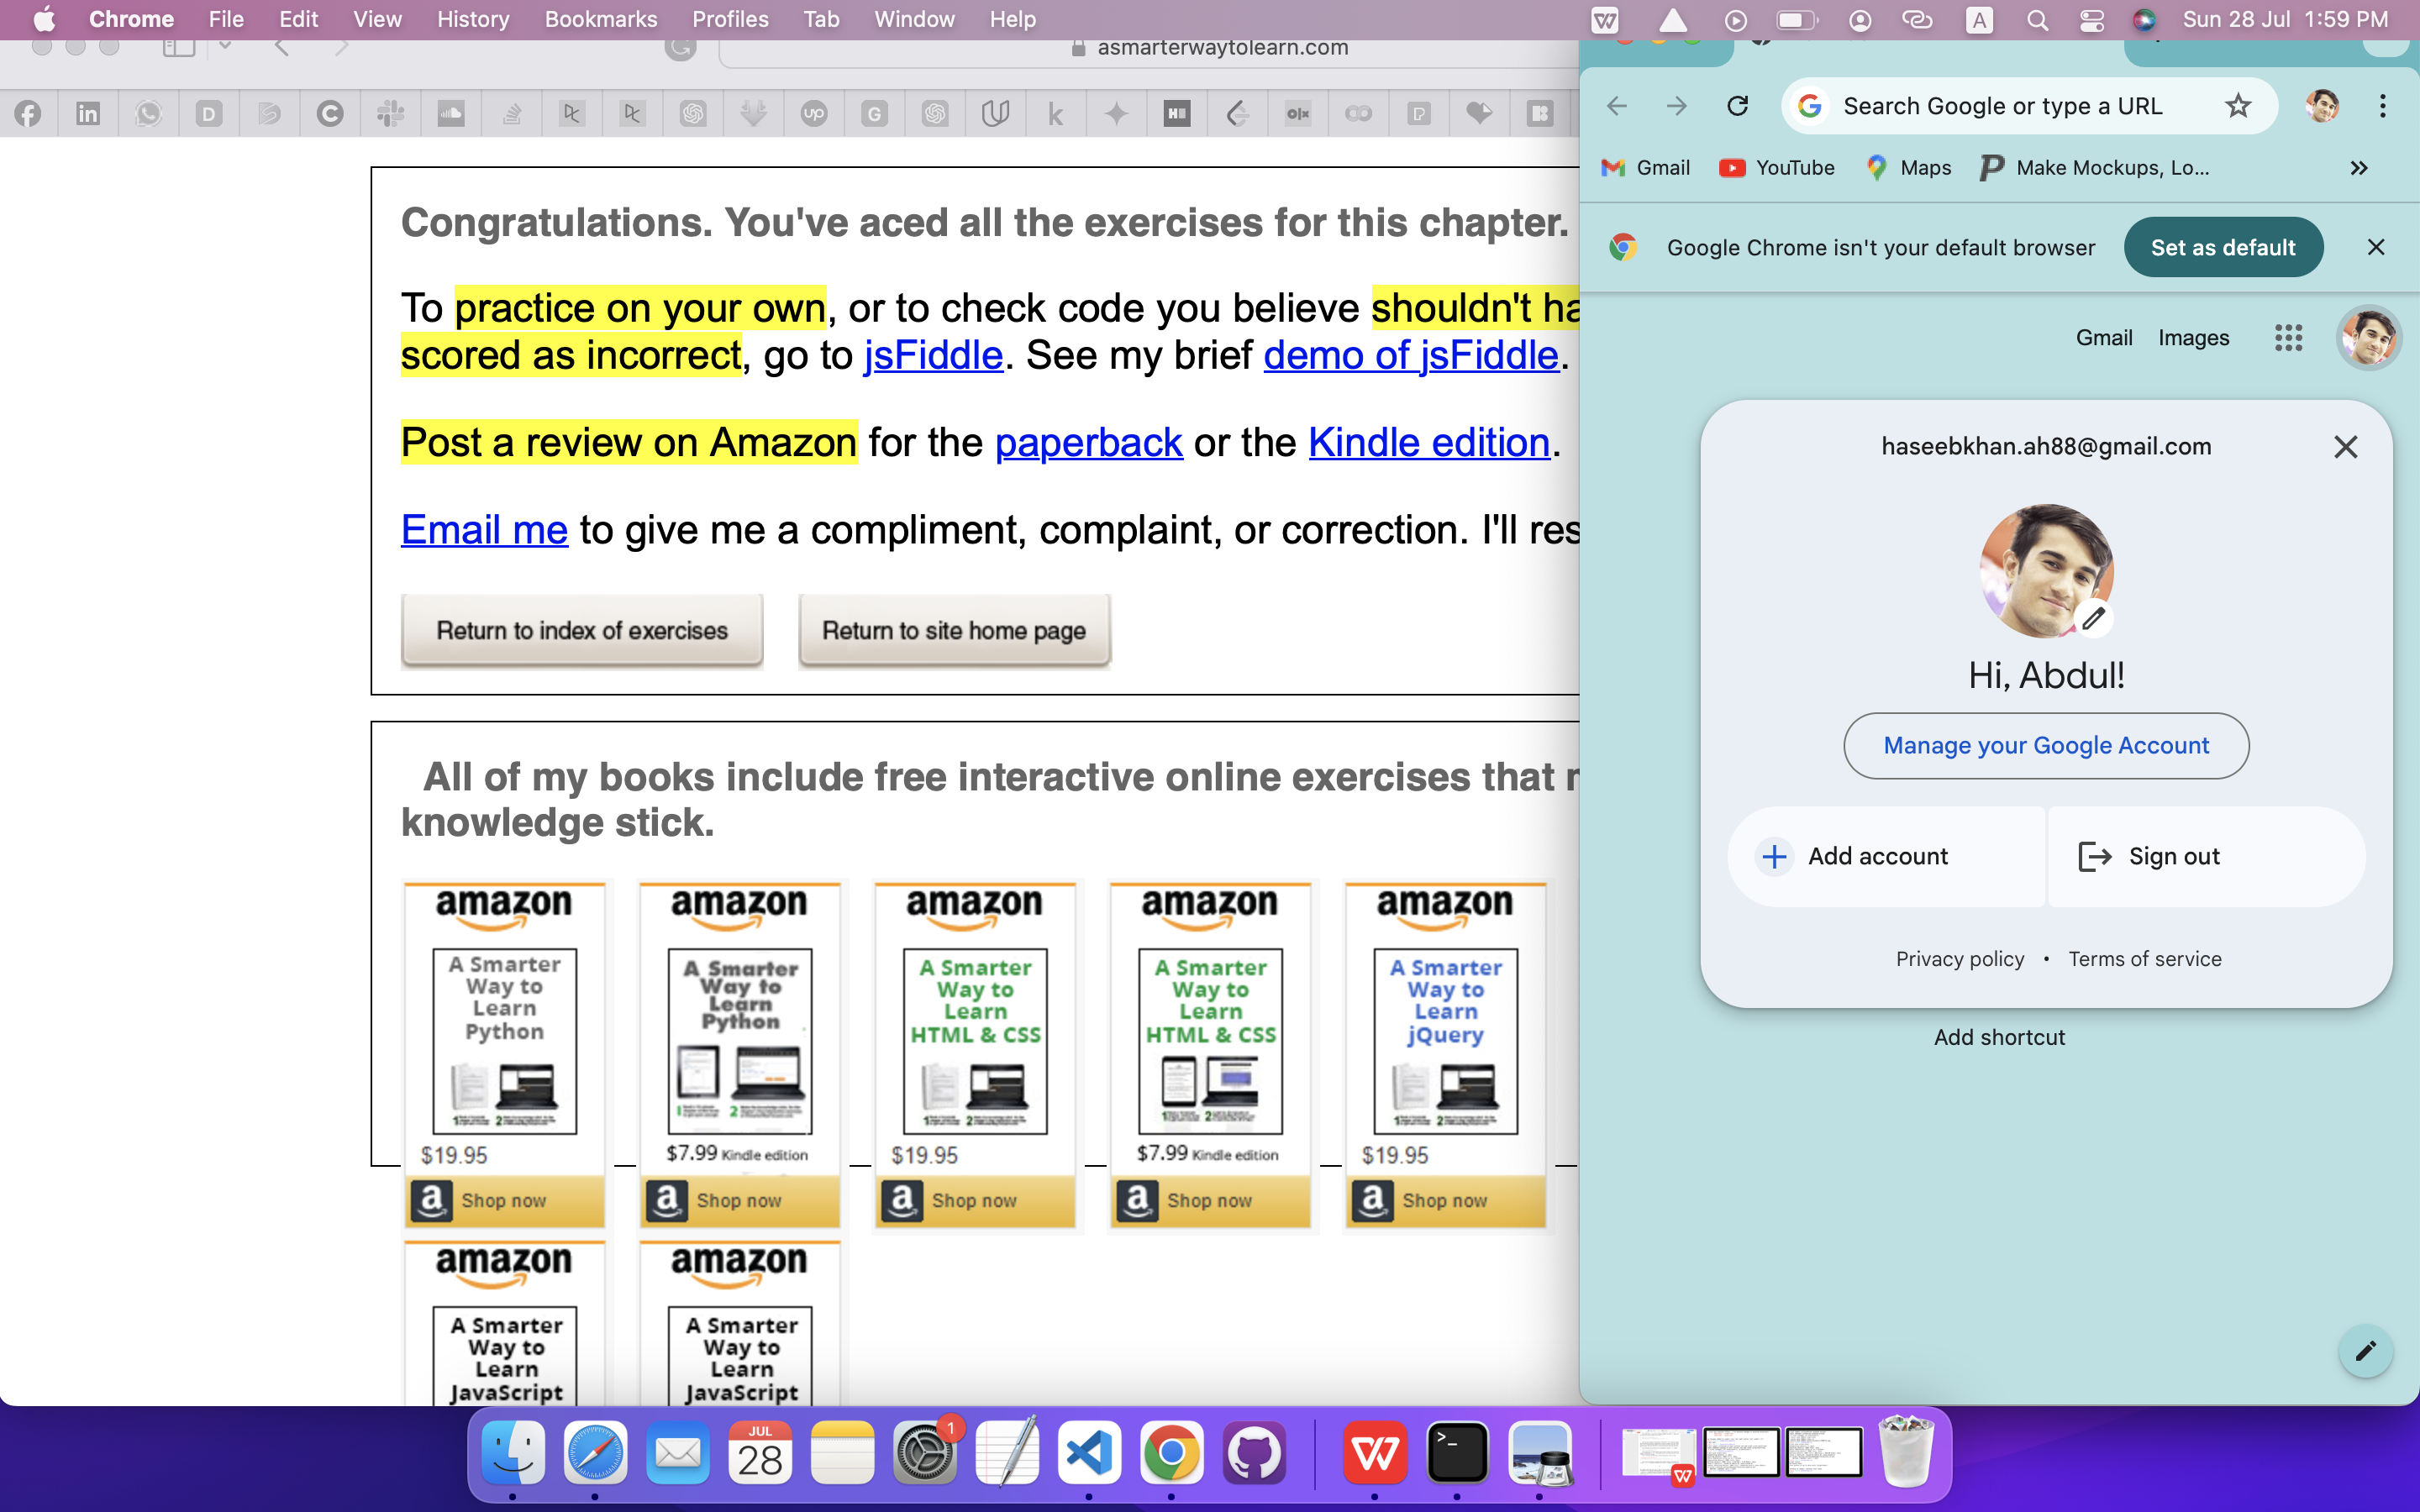 Chrome File Edit View History Bookmarks Profiles Tab Window Help
A
Sun 28 Jul 1:59 PM
asmarterwaytolearn.com
Congratulations. You've aced all the exercises for this chapter.
To practice on your own, or to check code you believe shouldn't ha
scored as incorrect, go to jsFiddle. See my brief demo of jsFiddle.
Post a review on Amazon for the paperback or the Kindle edition.
Email me to give me a compliment, complaint, or correction. I'll res
Return to index of exercises
Return to site home page
All of my books include free interactive online exercises that
knowledge stick.
amazon
A Smarter
Way to
Learn
Python
$19.95
a Shop now
amazon
A Smarter
Way to
Learn
Python
$7.99 Kindle edition
a Shop now
amazon
A Smarter
Way to
Learn
HTML & CSS
$19.95
a Shop now
amazon
A Smarter
Way to
Learn
HTML & CSS
$7.99 Kindle edition
a Shop now
amazon
A Smarter
Way to
Learn
jQuery
$19.95
a Shop now
amazon
A Smarter
Way to
Learn
JavaScript
amazon
A Smarter
Way to
Learn
JavaScript
Search Google or type a URL
Gmail YouTube Maps Make Mockups, Lo...
Google Chrome isn't your default browser
Set as default
Gmail Images
haseebkhan.ah88@gmail.com
Hi, Abdul!
Manage your Google Account
Add account
Sign out
Privacy policy • Terms of service
Add shortcut
JUL
28
1